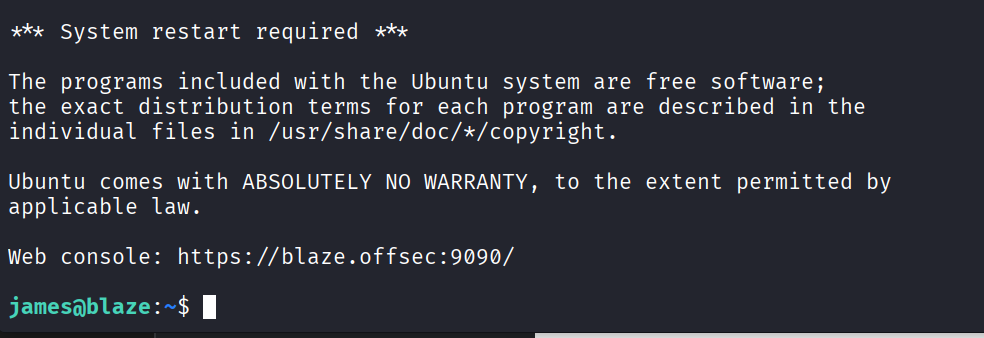 *** System restart required ***
The programs included with the Ubuntu system are free software;
the exact distribution terms for each program are described in the
individual files in /usr/share/doc/*/copyright.
Ubuntu comes with ABSOLUTELY NO WARRANTY, to the extent permitted by
applicable law.
Web console: https://blaze.offsec:9090/
james@blaze:~$